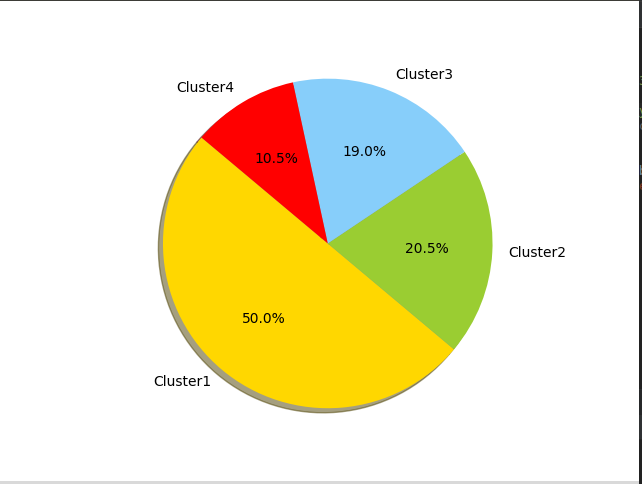 Cluster3
Cluster4
19.0%
10.5%
20.5%
Cluster2
50.0%
Cluster1